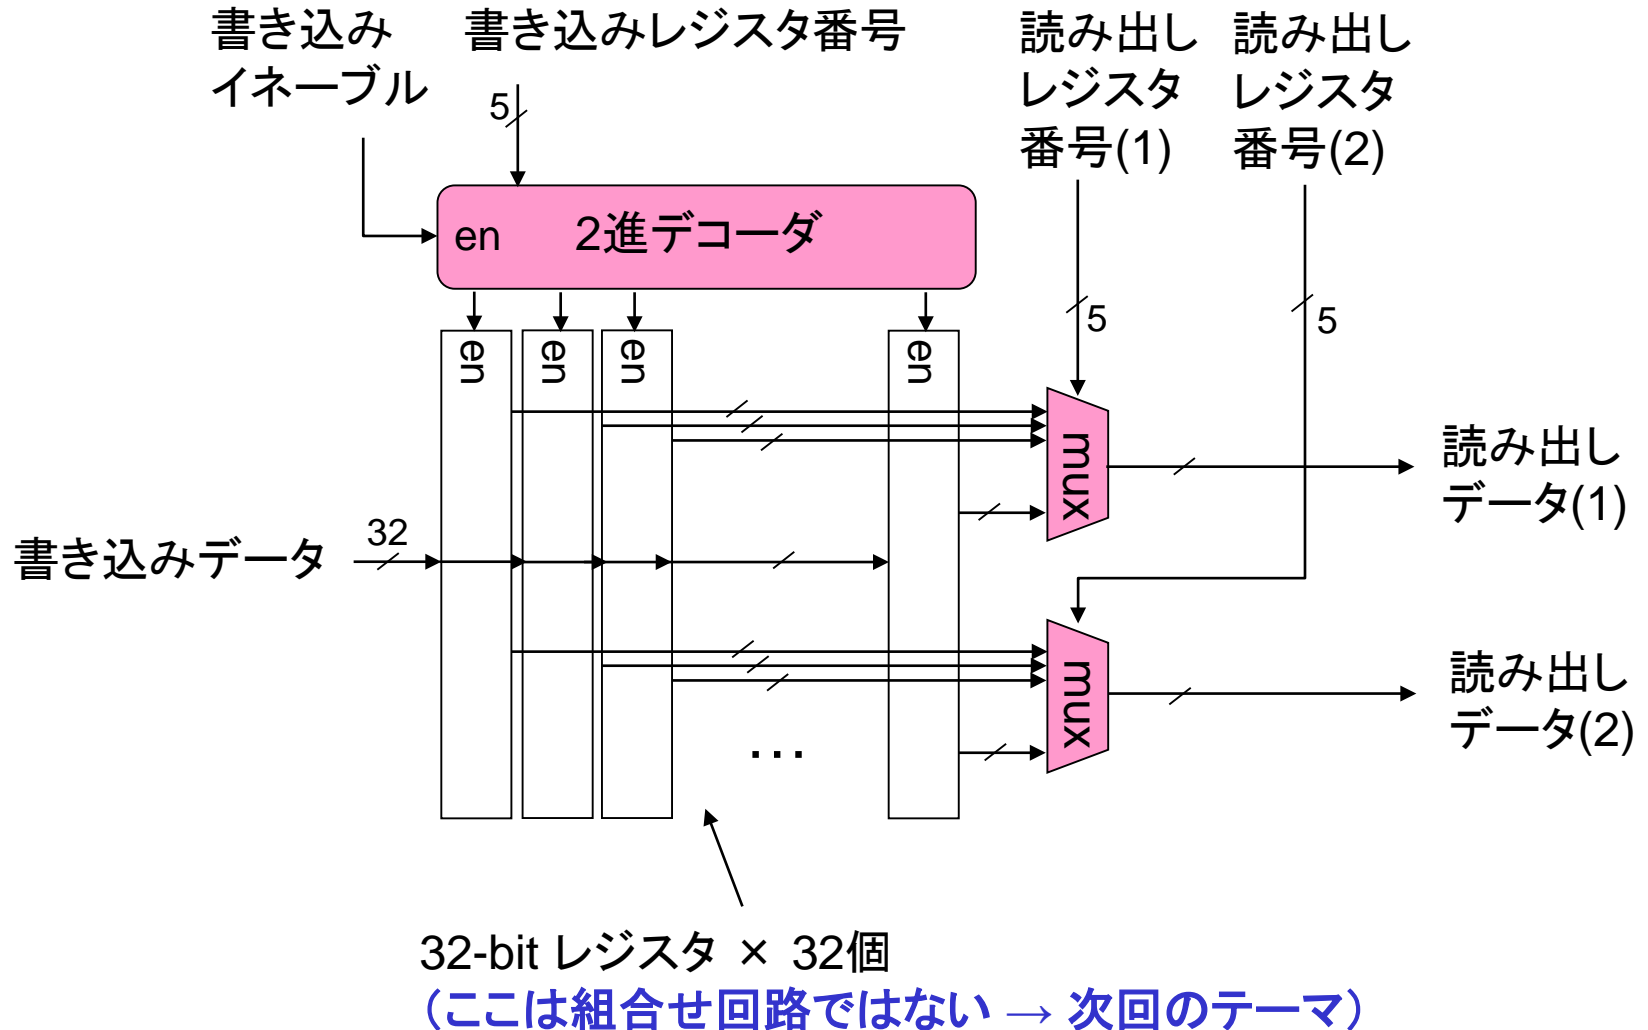 書き込み
イネーブル
書き込みレジスタ番号
読み出し
レジスタ
番号(1)
読み出し
レジスタ
番号(2)
5
en
2進デコーダ
5
5
en
en
en
en
mux
読み出し
データ(1)
書き込みデータ
32
mux
読み出し
データ(2)
…
32-bit レジスタ × 32個
（ここは組合せ回路ではない → 次回のテーマ）